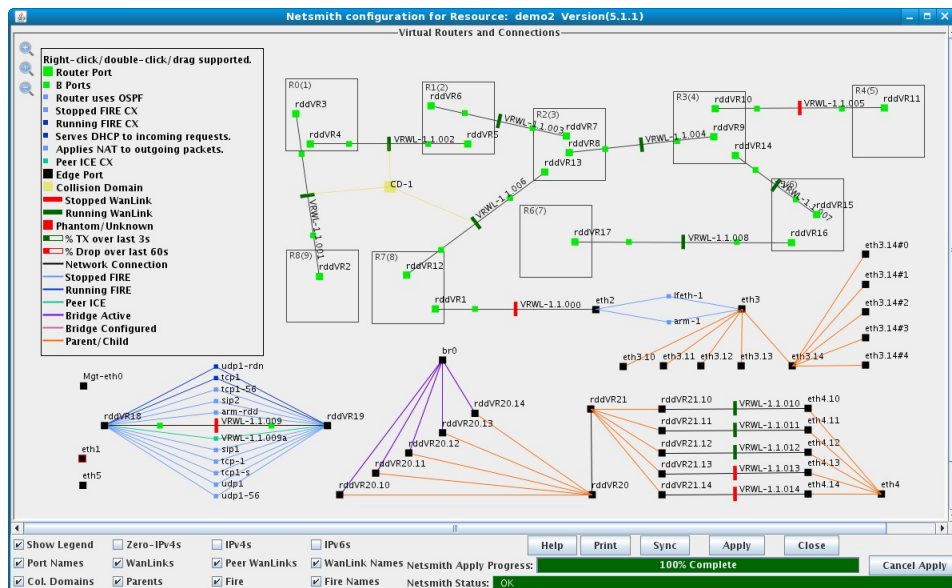 Netsmith configuration for Resource: demo2 Version(5.1.1)
Virtual Routers and Connections
Right-click/double-click/drag supported.
Router Port
B Ports
Router uses OSPF
Stopped FIRE CX
Running FIRE CX
Serves DHCP to incoming requests.
Applies NAT to outgoing packets.
Peer ICE CX
Edge Port
Collision Domain
Stopped WanLink
Running WanLink
Phantom/Unknown
% TX over last 3s
% Drop over last 60s
Network Connection
Stopped FIRE
Running FIRE
Peer ICE
Bridge Active
Bridge Configured
Parent/Child
R0(1)
rddVR3
rddVR4
VRWL-1.1.002
R1(2)
rddVR6
rddVR5
VRWL-1.1.003
R2(3)
rddVR7
rddVR8
rddVR13
VRWL-1.1.004
R3(4)
rddVR10
rddVR9
rddVR14
VRWL-1.1.005
R4(5)
rddVR11
CD-1
VRWL-1.1.006
VRWL-1.1.007
rddVR15
rddVR16
R6(7)
rddVR17
VRWL-1.1.008
VRWL-1.1.001
R8(9)
rddVR2
R7(8)
rddVR12
rddVR1
VRWL-1.1.000
eth2
lfeth-1
arm-1
eth3
eth3.14#0
eth3.14#1
eth3.14#2
eth3.14#3
eth3.14#4
eth3.10
eth3.11
eth3.12
eth3.13
eth3.14
Mgt-eth0
eth1
eth5
rddVR18
udp1-rdn
tcp1
tcp1-56
sip2
arm-rdd
VRWL-1.1.009
VRWL-1.1.009a
sip1
tcp-1
tcp1-s
udp1
udp1-56
rddVR19
br0
rddVR20.14
rddVR20.13
rddVR20.12
rddVR20.11
rddVR20.10
rddVR20
rddVR21
rddVR21.10
VRWL-1.1.010
eth4.10
rddVR21.11
VRWL-1.1.011
eth4.11
rddVR21.12
VRWL-1.1.012
eth4.12
rddVR21.13
VRWL-1.1.013
eth4.13
rddVR21.14
VRWL-1.1.014
eth4.14
eth4
Show Legend
Zero-IPv4s
IPv4s
IPv6s
Help
Print
Sync
Apply
Close
Port Names
WanLinks
Peer WanLinks
WanLink Names
Netsmith Apply Progress:
100% Complete
Cancel Apply
Col. Domains
Parents
Fire
Fire Names
Netsmith Status:
OK